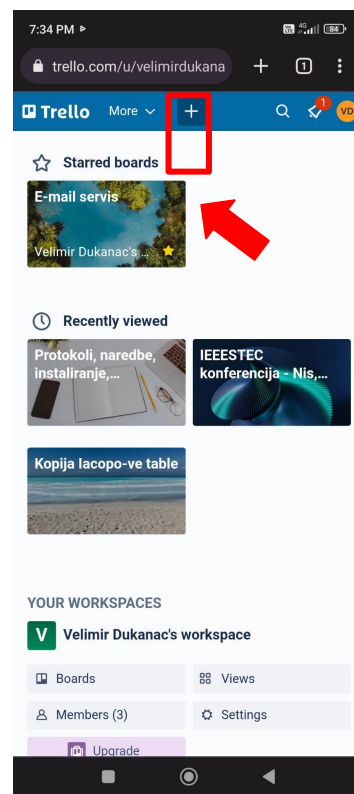 7:34 PM
4G
84
trello.com/u/velimirdukana
1
Trello
More
+
VD
Starred boards
E-mail servis
Velimir Dukanac's ...
Recently viewed
Protokoli, naredbe,
instaliranje,...
IEEESTEC
konferencija - Nis,...
Kopija Iacopo-ve table
YOUR WORKSPACES
V
Velimir Dukanac's workspace
Boards
Views
Members (3)
Settings
Upgrade